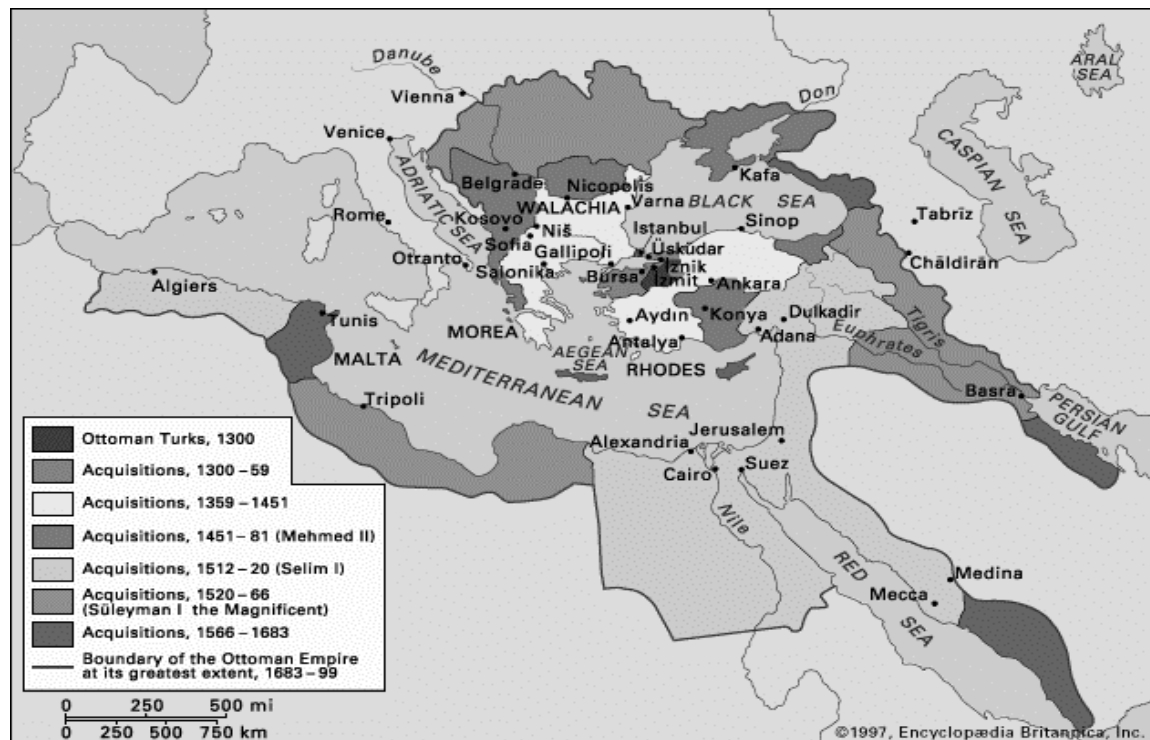 Danube
Vienna
Venice
ADRIATIC SEA
Rome
Otranto
Algiers
Tunis
MALTA
Tripoli
MEDITERRANEAN SEA
Belgrade
Nicopolis
WALACHIA
Varna
Kosovo
Niš
Sofia
Salonika
Gallipoli
MOREA
AEGEAN
SEA
BLACK SEA
Don
Kafa
Sinop
Istanbul
Üsküdar
İznik
İzmit
Bursa
Ankara
Aydın
Konya
Antalya
Adana
Dulkadir
RHODES
ARAL
SEA
CASPIAN SEA
Tabrīz
Chāldirān
Tigris
Euphrates
Basra
PERSIAN
GULF
Jerusalem
Alexandria
Cairo
Suez
Nile
RED SEA
Medina
Mecca
Ottoman Turks, 1300
Acquisitions, 1300–59
Acquisitions, 1359–1451
Acquisitions, 1451–81 (Mehmed II)
Acquisitions, 1512–20 (Selim I)
Acquisitions, 1520–66
(Süleyman I the Magnificent)
Acquisitions, 1566–1683
Boundary of the Ottoman Empire
at its greatest extent, 1683–99
0 250 500 mi
0 250 500 750 km
©1997, Encyclopædia Britannica, Inc.